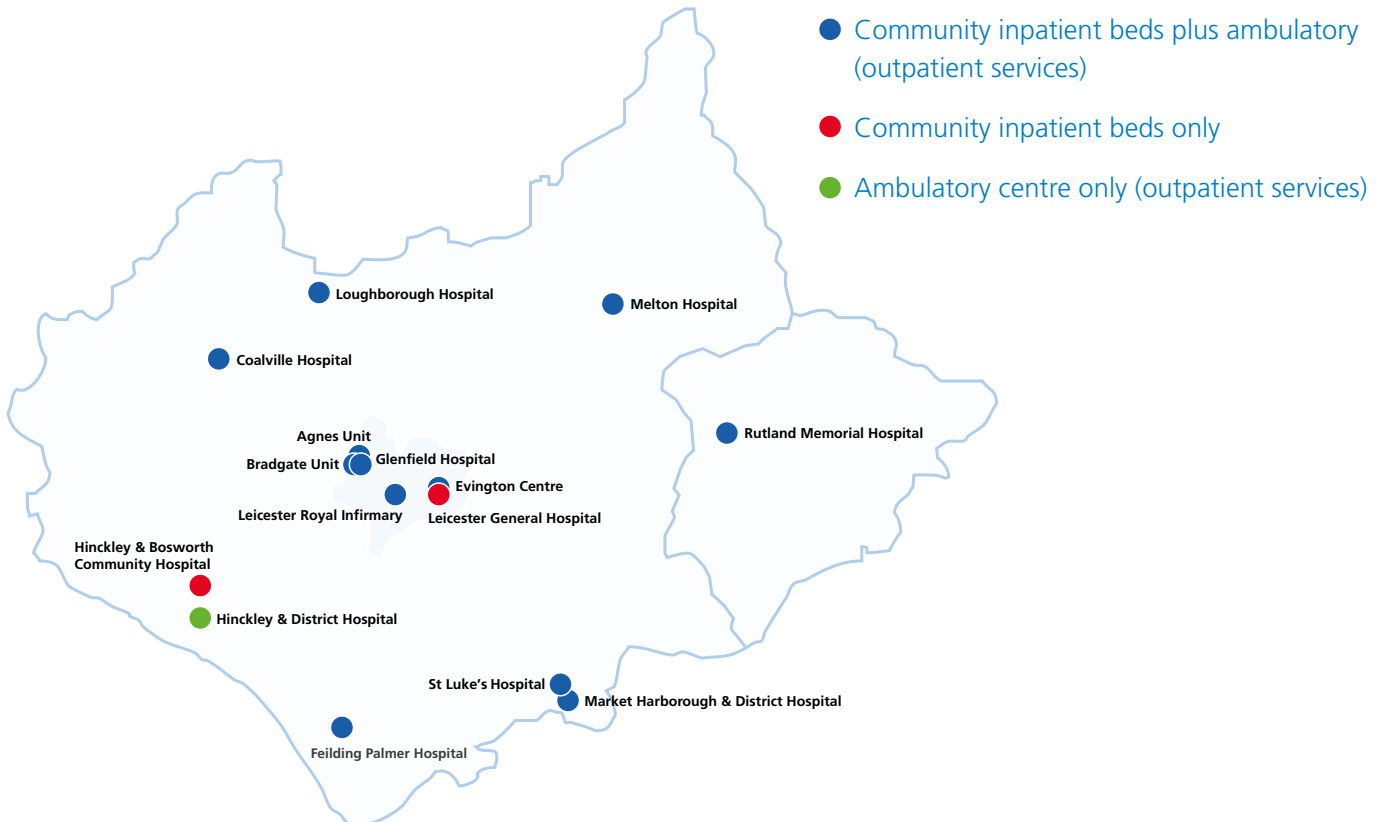 Community inpatient beds plus ambulatory
(outpatient services)
Community inpatient beds only
Ambulatory centre only (outpatient services)
Loughborough Hospital
Melton Hospital
Coalville Hospital
Rutland Memorial Hospital
Agnes Unit
Glenfield Hospital
Bradgate Unit
Evington Centre
Leicester Royal Infirmary
Leicester General Hospital
Hinckley & Bosworth
Community Hospital
Hinckley & District Hospital
St Luke’s Hospital
Market Harborough & District Hospital
Feilding Palmer Hospital